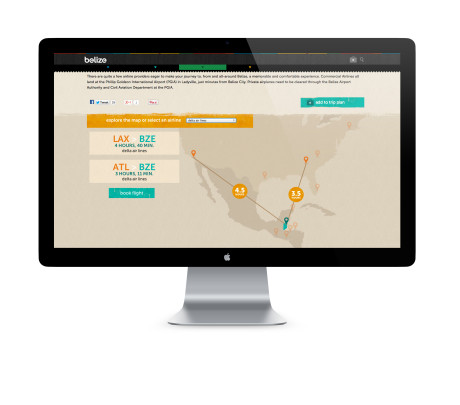 belize
There are quite a few airline providers eager to make your journey to, from and all-around Belize, a memorable and comfortable experience. Commercial Airlines all
land at the Phillip Goldson International Airport (PGIA) in Ladyville, just minutes from Belize City. Private airplanes need to be cleared through the Belize Airport
Authority and Civil Aviation Department at the PGIA.
Tweet
add to trip plan
explore the map or select an airline
delta air lines
LAX BZE
4 HOURS, 40 MIN.
delta air lines
ATL BZE
3 HOURS, 11 MIN.
delta air lines
book flight
4.5
3.5